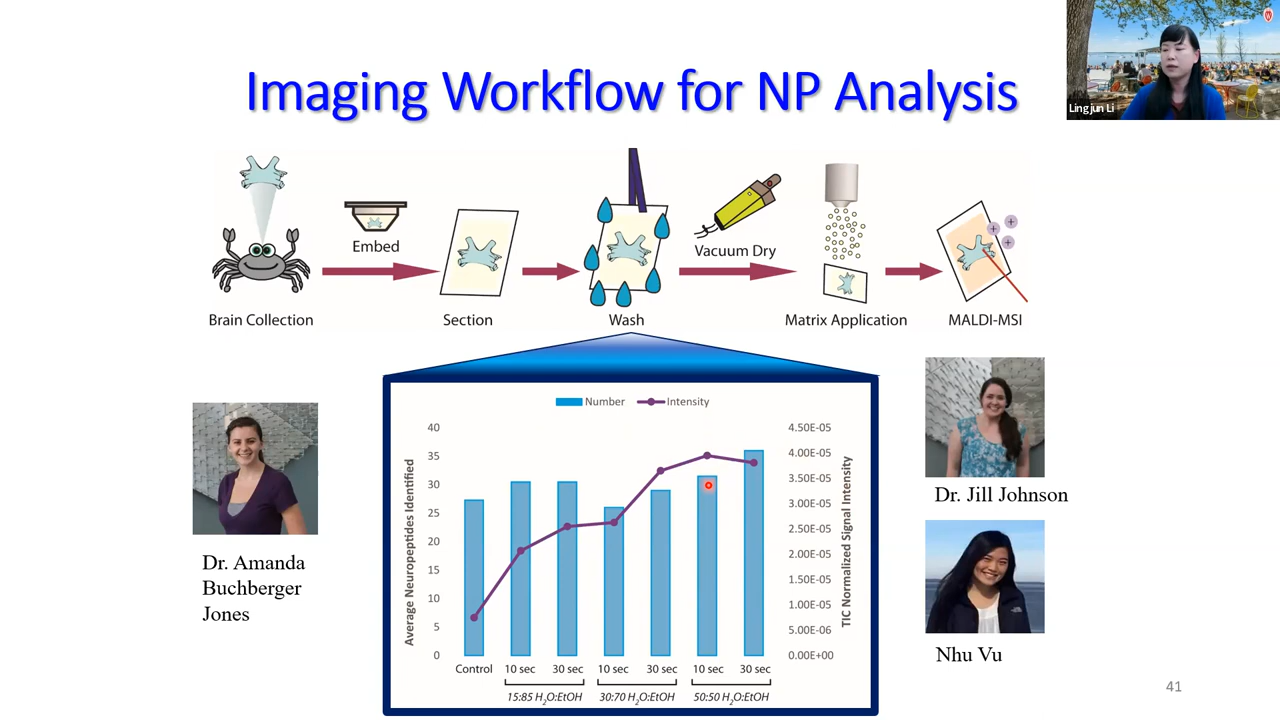 Imaging Workflow for NP Analysis
Lingjun Li
Embed
Vacuum Dry
Brain Collection
Section
Wash
Matrix Application
MALDI-MSI
Number
Intensity
Average Neuropeptides Identified
40
35
30
25
20
15
10
5
0
4.50E-05
4.00E-05
3.50E-05
3.00E-05
2.50E-05
2.00E-05
1.50E-05
1.00E-05
5.00E-06
0.00E+00
TIC Normalized Signal Intensity
Control
10 sec
30 sec
10 sec
30 sec
10 sec
30 sec
15:85 H₂O:EtOH
30:70 H₂O:EtOH
50:50 H₂O:EtOH
Dr. Amanda
Buchberger
Jones
Dr. Jill Johnson
Nhu Vu
41